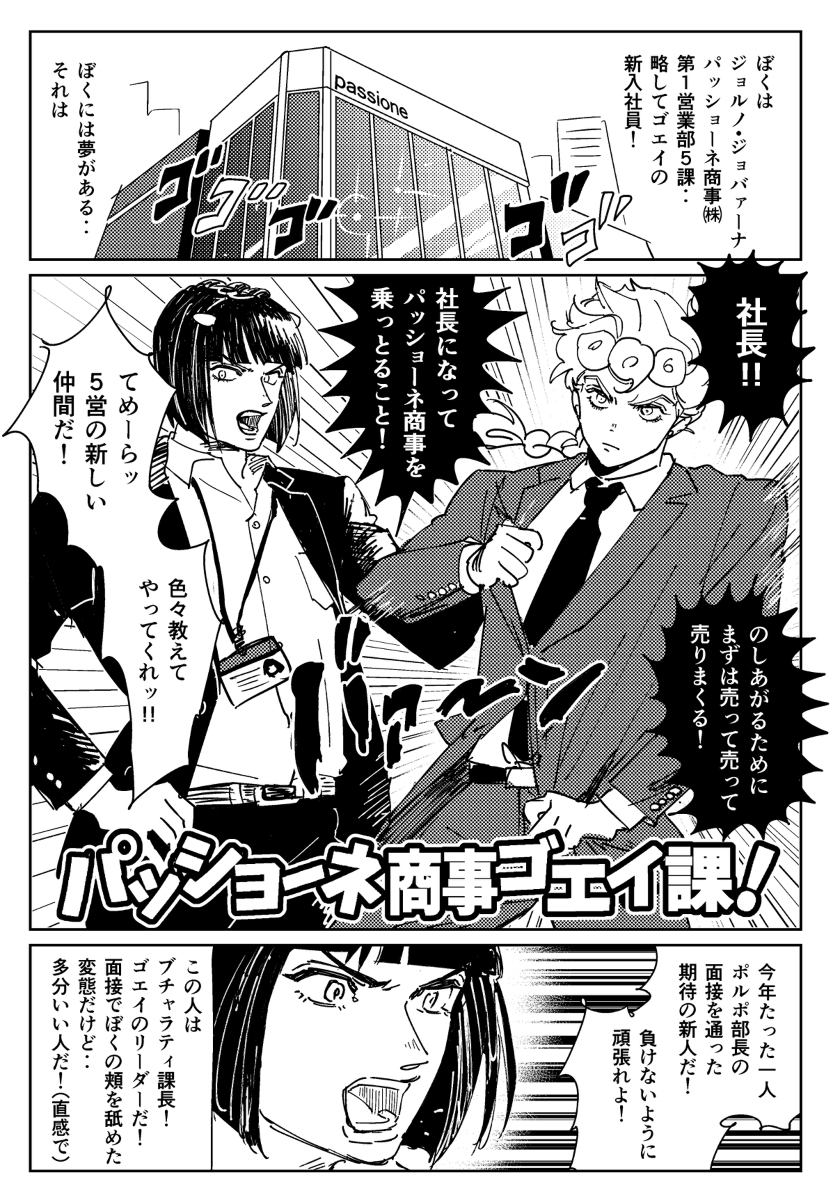 ぼくは
ジョルノ・ジョバァーナ
パッショーネ商事㈱
第1営業部5課‥
略してゴエイの
新入社員!
passione
ゴゴゴゴゴ
ぼくには夢がある‥
それは
社長!!
社長になって
パッショーネ商事を
乗っとること!
てめーらッ
5営の新しい
仲間だ!
色々教えて
やってくれッ!!
のしあがるために
まずは売って売って
売りまくる!
ドドドーン
パッショーネ商事ゴエイ課!
今年たった一人
ポルポ部長の
面接を通った
期待の新人だ!
負けないように
頑張れよ!
この人は
ブチャラティ課長!
ゴエイのリーダーだ!
面接でぼくの頬を舐めた
変態だけど‥
多分いい人だ!(直感で)